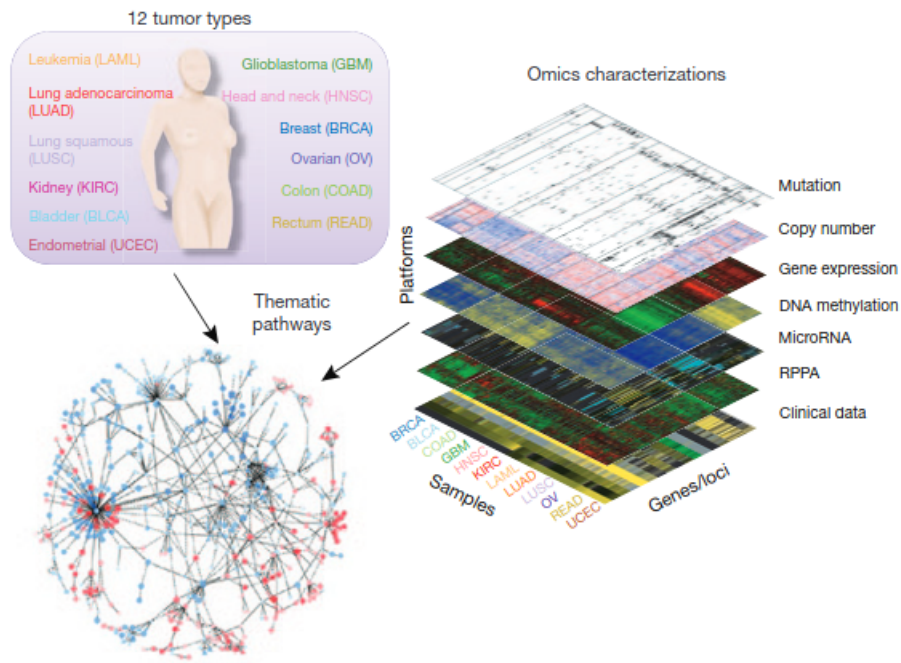 12 tumor types
Leukemia (LAML)
Lung adenocarcinoma
(LUAD)
Lung squamous
(LUSC)
Kidney (KIRC)
Bladder (BLCA)
Endometrial (UCEC)
Glioblastoma (GBM)
Head and neck (HNSC)
Breast (BRCA)
Ovarian (OV)
Colon (COAD)
Rectum (READ)
Thematic
pathways
Omics characterizations
Platforms
Mutation
Copy number
Gene expression
DNA methylation
MicroRNA
RPPA
Clinical data
BRCA
BLCA
COAD
GBM
HNSC
KIRC
LAML
LUAD
LUSC
OV
READ
UCEC
Samples
Genes/loci